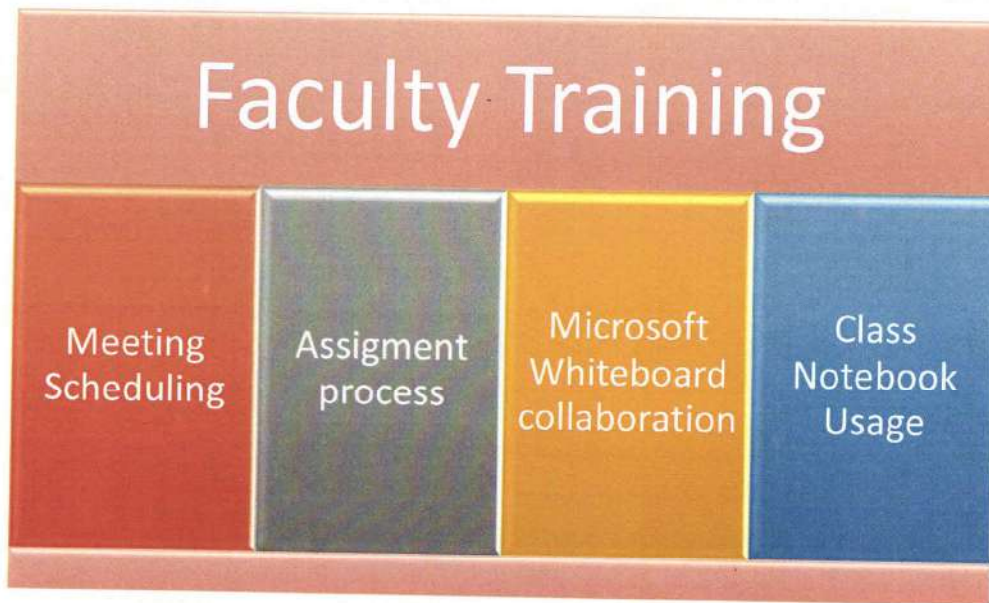 Faculty Training
Meeting
Scheduling
Assigment
process
Microsoft
Whiteboard
collaboration
Class
Notebook
Usage